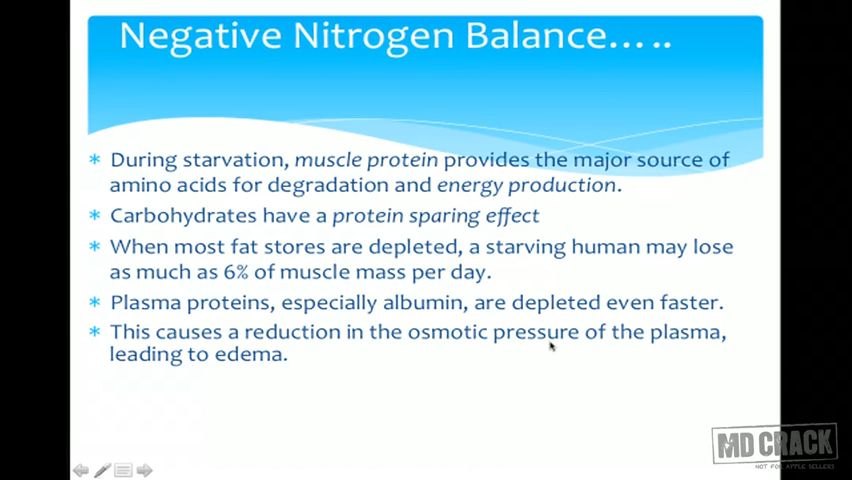 Negative Nitrogen Balance…..
* During starvation, muscle protein provides the major source of
amino acids for degradation and energy production.
* Carbohydrates have a protein sparing effect
* When most fat stores are depleted, a starving human may lose
as much as 6% of muscle mass per day.
* Plasma proteins, especially albumin, are depleted even faster.
* This causes a reduction in the osmotic pressure of the plasma,
leading to edema.
MD CRACK
NOT FOR APPLE SELLERS